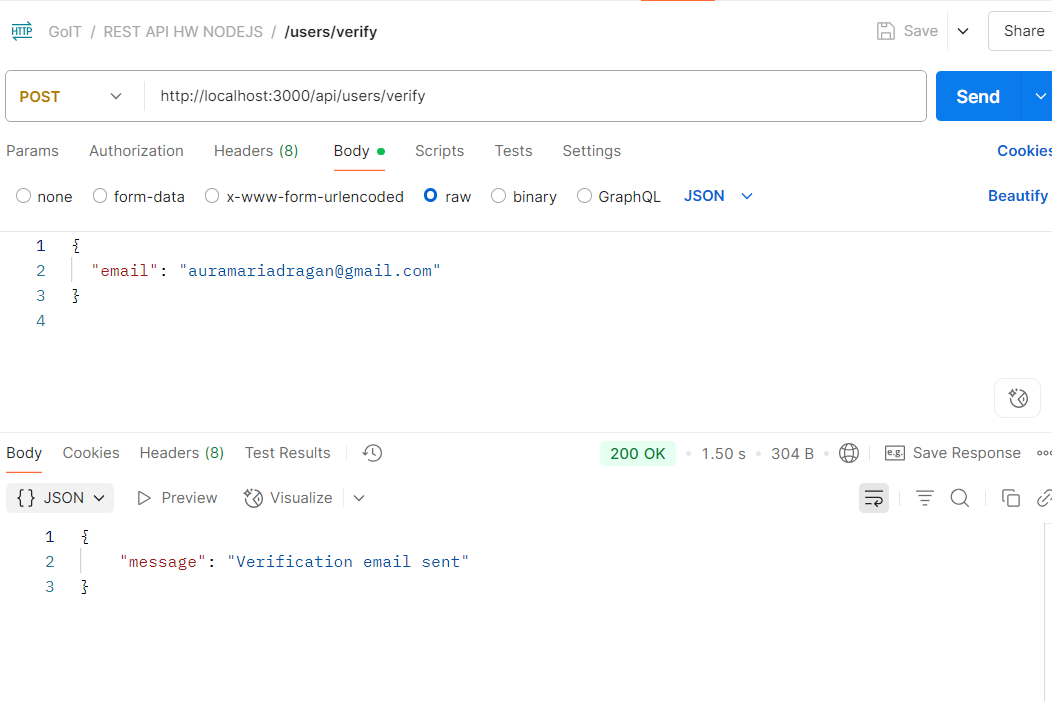 HTTP GoIT / REST API HW NODEJS / /users/verify Save Share
POST http://localhost:3000/api/users/verify Send
Params Authorization Headers (8) Body Scripts Tests Settings Cookies
none form-data x-www-form-urlencoded raw binary GraphQL JSON Beautify
1 {
2 "email": "auramariadragan@gmail.com"
3 }
4
Body Cookies Headers (8) Test Results 200 OK 1.50 s 304 B e.g. Save Response
{} JSON Preview Visualize
1 {
2 "message": "Verification email sent"
3 }